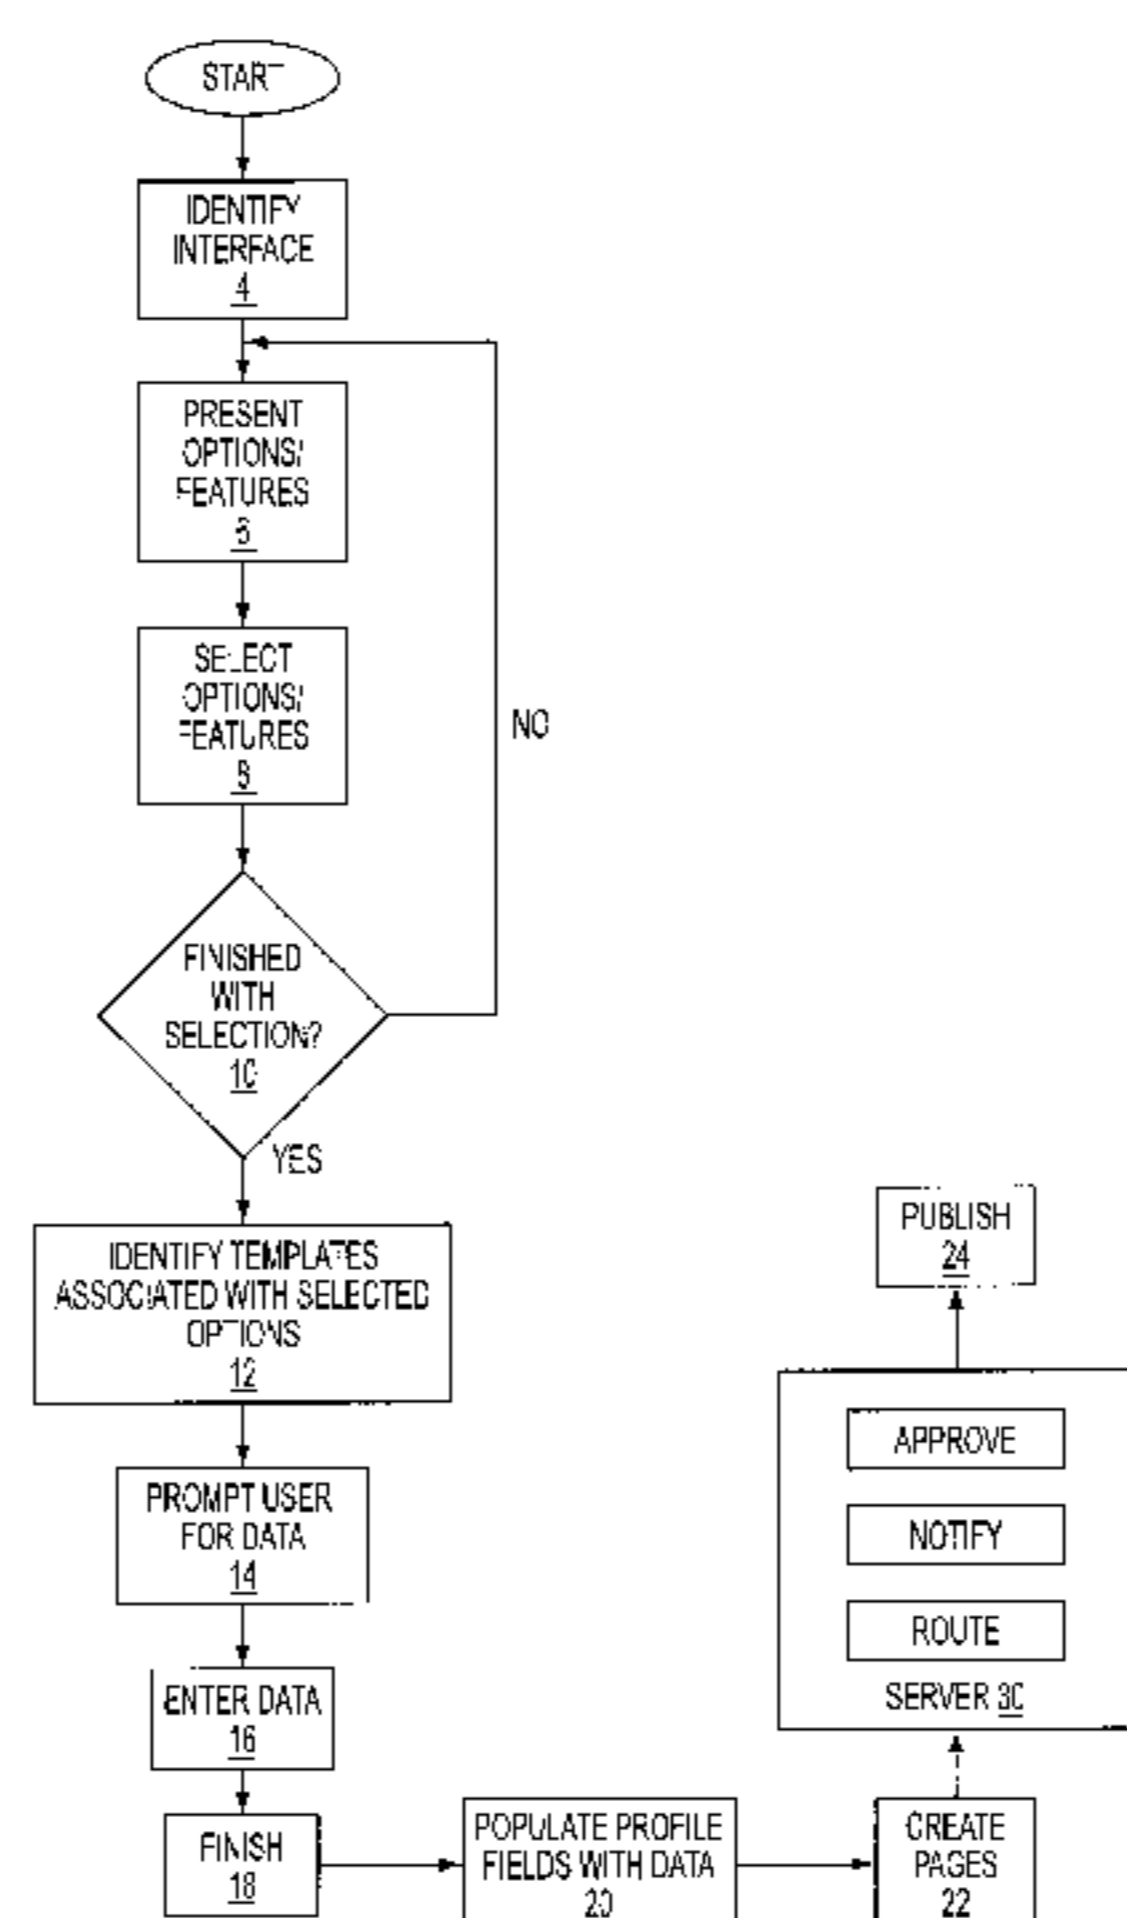 START
IDENTIFY
INTERFACE
4
PRESENT
OPTIONS/
FEATURES
6
SELECT
OPTIONS/
FEATURES
8
NO
FINISHED
WITH
SELECTION?
10
YES
IDENTIFY TEMPLATES
ASSOCIATED WITH SELECTED
OPTIONS
12
PROMPT USER
FOR DATA
14
ENTER DATA
16
FINISH
18
POPULATE PROFILE
FIELDS WITH DATA
20
CREATE
PAGES
22
PUBLISH
24
APPROVE
NOTIFY
ROUTE
SERVER 30